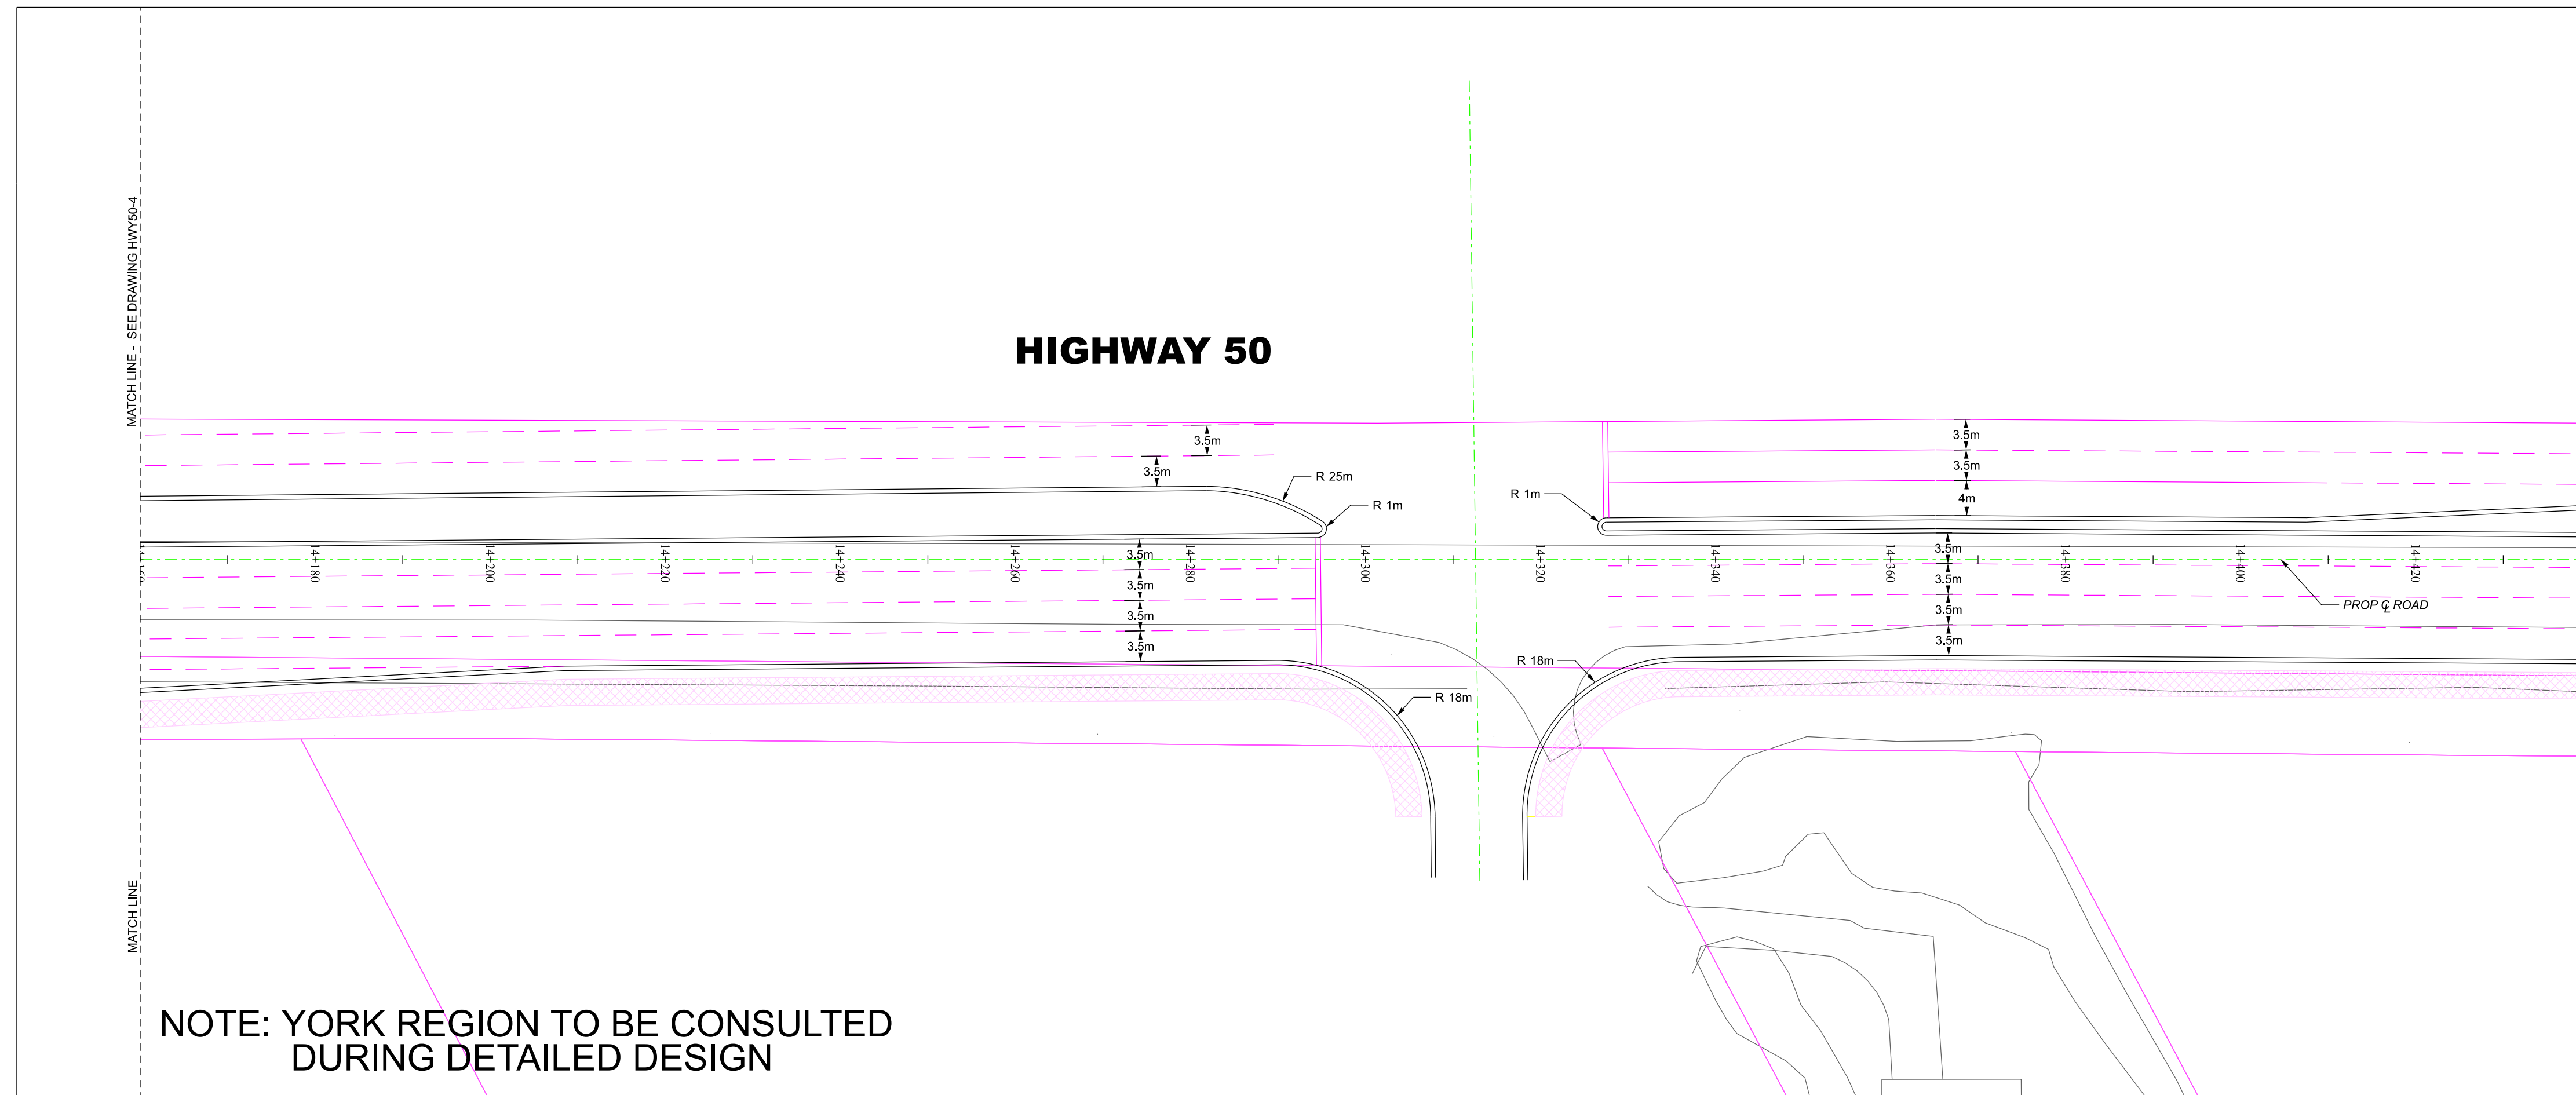 MATCH LINE - SEE DRAWING HWY50-4
HIGHWAY 50
3.5m
3.5m
R 25m
R 1m
R 1m
3.5m
3.5m
4m
3.5m
3.5m
3.5m
3.5m
3.5m
3.5m
3.5m
3.5m
14+180
14+200
14+220
14+240
14+260
14+280
14+300
14+320
14+340
14+360
14+380
14+400
14+420
PROP ℄ ROAD
R 18m
R 18m
MATCH LINE
NOTE: YORK REGION TO BE CONSULTED
DURING DETAILED DESIGN